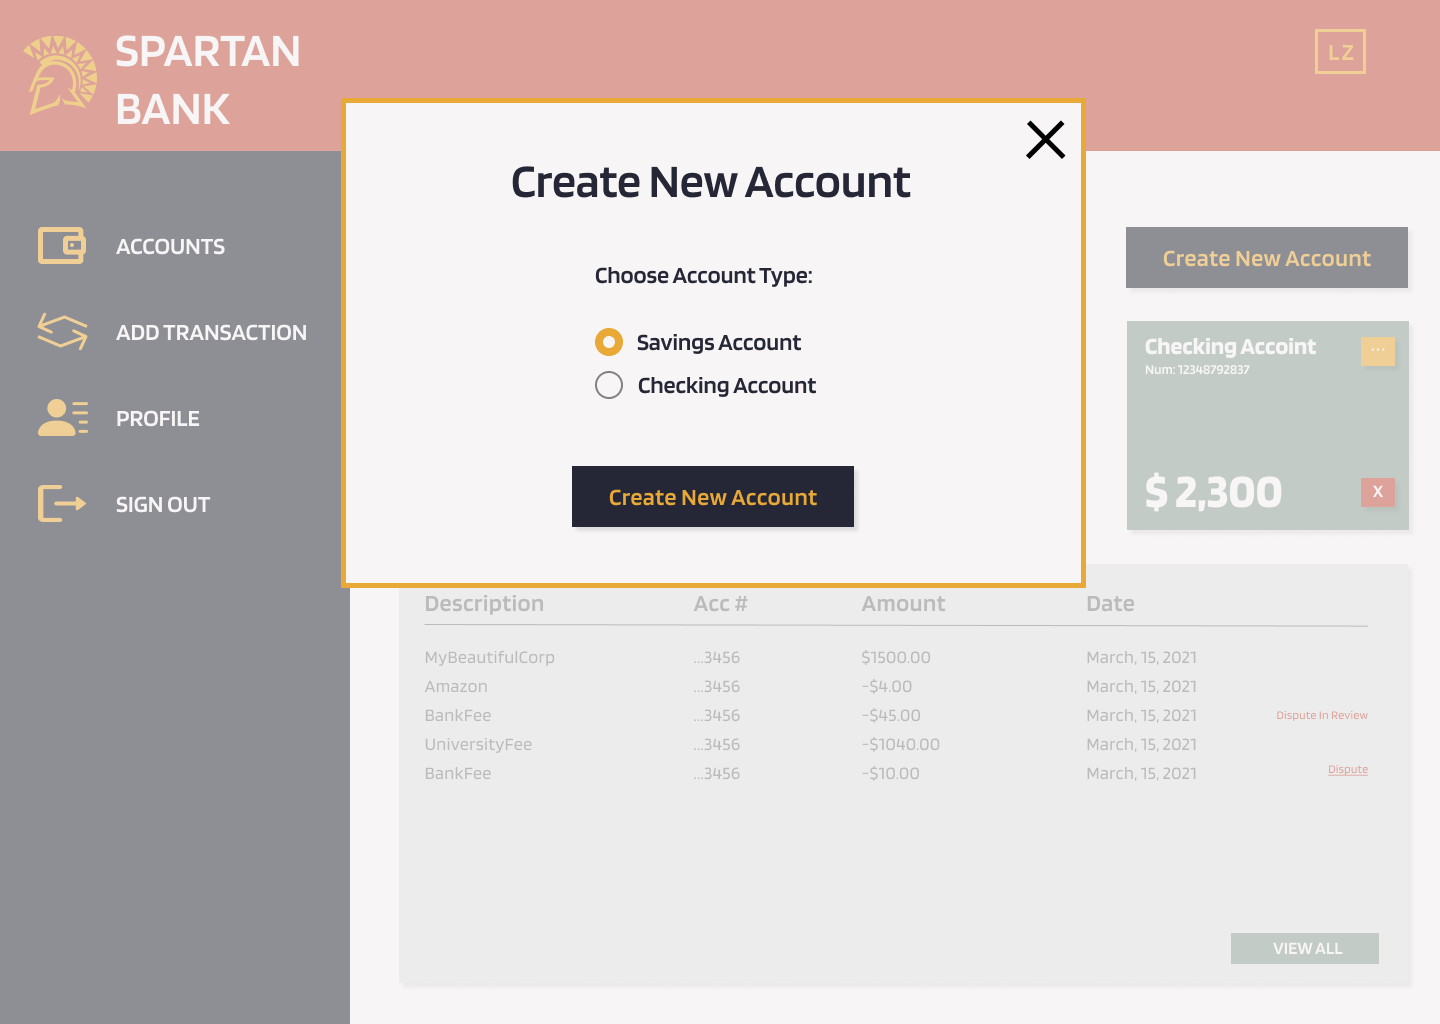 SPARTAN
BANK
LZ
Create New Account
ACCOUNTS
ADD TRANSACTION
PROFILE
SIGN OUT
Choose Account Type:
Savings Account
Checking Account
Create New Account
Create New Account
Checking Accoint
...
Num: 12348792837
$ 2,300
X
Description Acc # Amount Date
MyBeautifulCorp ...3456 $1500.00 March, 15, 2021
Amazon ...3456 -$4.00 March, 15, 2021
BankFee ...3456 -$45.00 March, 15, 2021 Dispute In Review
UniversityFee ...3456 -$1040.00 March, 15, 2021
BankFee ...3456 -$10.00 March, 15, 2021 Dispute
VIEW ALL